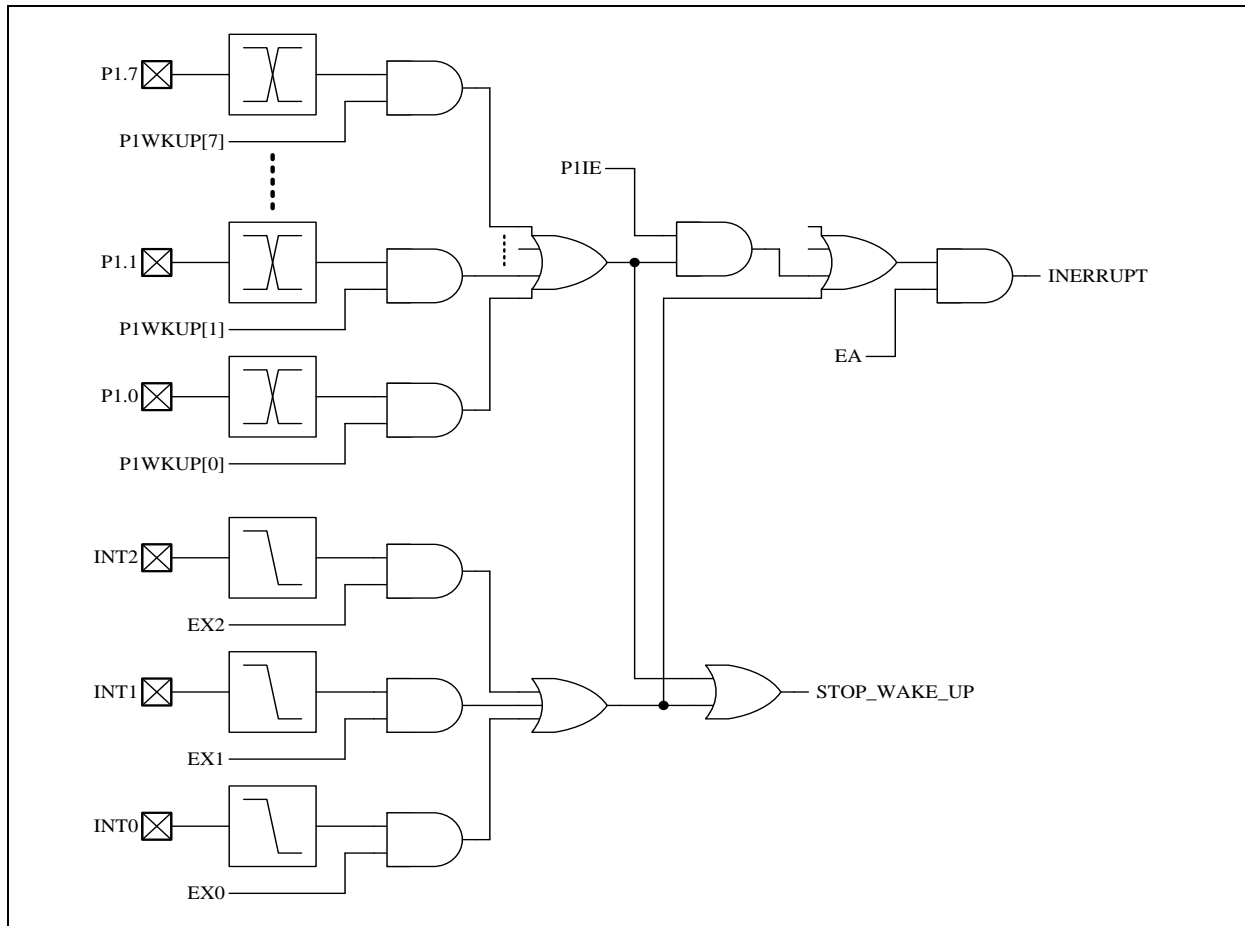 P1.7
P1WKUP[7]
P1IE
P1.1
INERRUPT
P1WKUP[1]
EA
P1.0
P1WKUP[0]
INT2
EX2
INT1
STOP_WAKE_UP
EX1
INT0
EX0